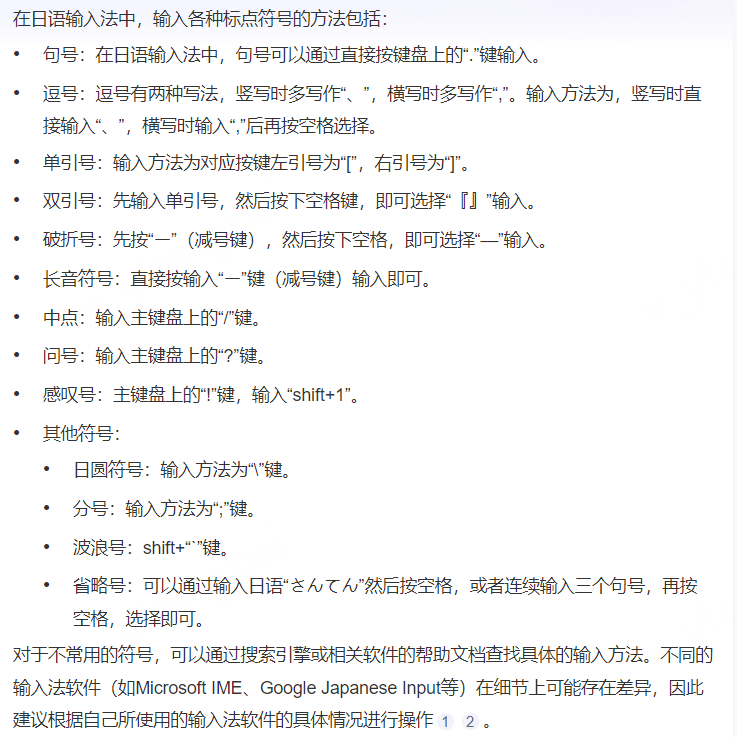 在日语输入法中，输入各种标点符号的方法包括：
• 句号：在日语输入法中，句号可以通过直接按键盘上的“.”键输入。
• 逗号：逗号有两种写法，竖写时多写作“、”，横写时多写作“,”。输入方法为，竖写时直
接输入“、”，横写时输入“,”后再按空格选择。
• 单引号：输入方法为对应按键左引号为“[”，右引号为“]”。
• 双引号：先输入单引号，然后按下空格键，即可选择“『』”输入。
• 破折号：先按“ー”（减号键），然后按下空格，即可选择“—”输入。
• 长音符号：直接按输入“ー”键（减号键）输入即可。
• 中点：输入主键盘上的“/”键。
• 问号：输入主键盘上的“?”键。
• 感叹号：主键盘上的“!”键，输入“shift+1”。
• 其他符号：
• 日圆符号：输入方法为“\”键。
• 分号：输入方法为“;”键。
• 波浪号：shift+“`”键。
• 省略号：可以通过输入日语“さんてん”然后按空格，或者连续输入三个句号，再按
空格，选择即可。
对于不常用的符号，可以通过搜索引擎或相关软件的帮助文档查找具体的输入方法。不同的
输入法软件（如Microsoft IME、Google Japanese Input等）在细节上可能存在差异，因此
建议根据自己所使用的输入法软件的具体情况进行操作 1 2 。